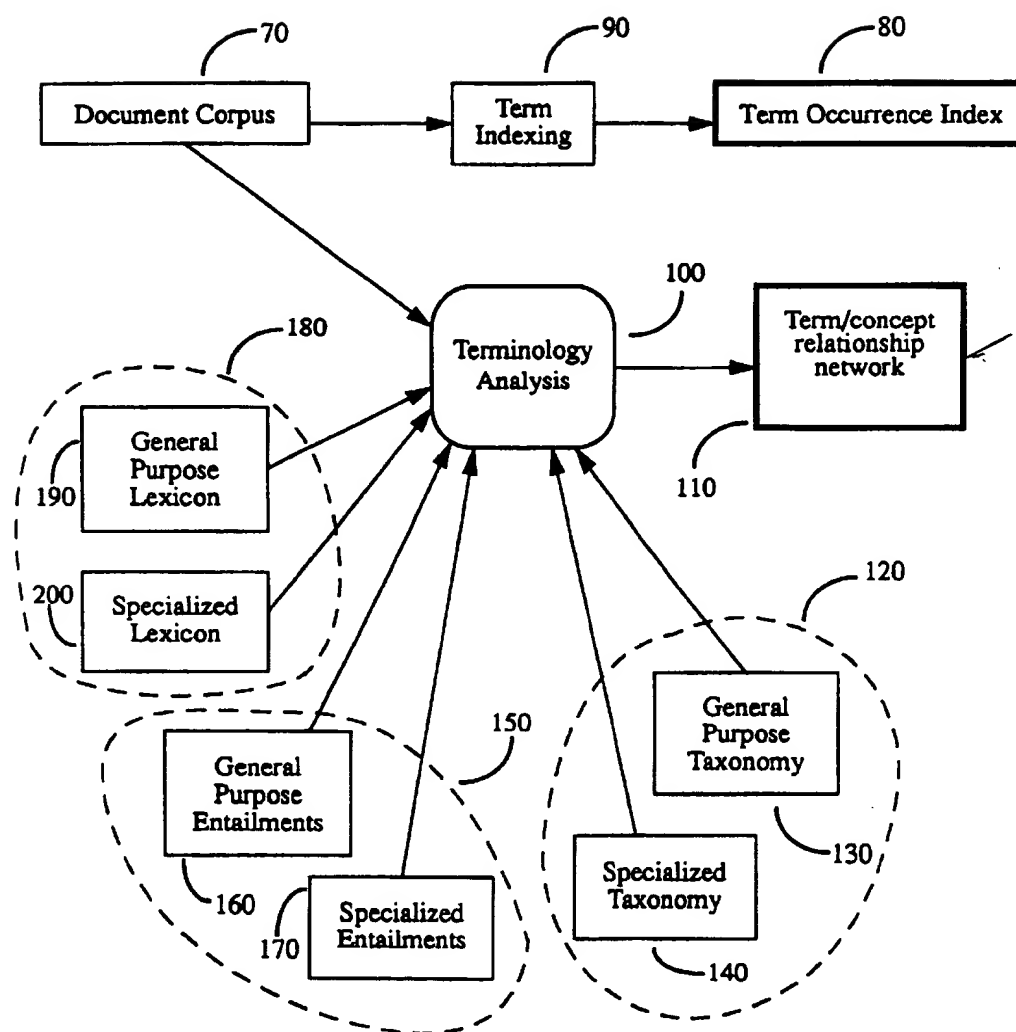 70
90
80
Document Corpus
Term
Indexing
Term Occurrence Index
100
180
Terminology
Analysis
Term/concept
relationship
network
General
Purpose
Lexicon
190
110
120
200
Specialized
Lexicon
General
Purpose
Taxonomy
150
General
Purpose
Entailments
130
Specialized
Taxonomy
160
170
Specialized
Entailments
140